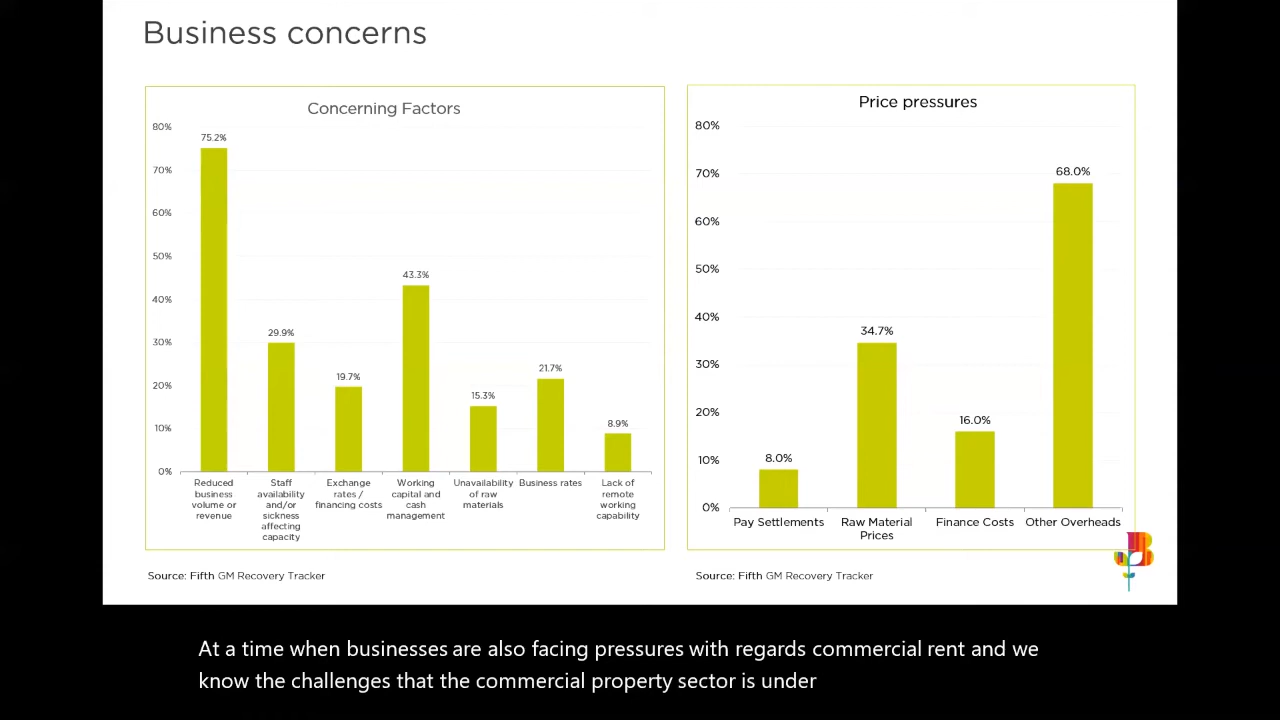 Business concerns
Concerning Factors
80%
70%
60%
50%
40%
30%
20%
10%
0%
75.2%
29.9%
19.7%
43.3%
15.3%
21.7%
8.9%
Reduced
business
volume or
revenue
Staff
availability
and/or
sickness
affecting
capacity
Exchange
rates /
financing costs
Working
capital and
cash
management
Unavailability
of raw
materials
Business rates
Lack of
remote
working
capability
Source: Fifth GM Recovery Tracker
Price pressures
80%
70%
60%
50%
40%
30%
20%
10%
0%
8.0%
34.7%
16.0%
68.0%
Pay Settlements
Raw Material
Prices
Finance Costs
Other Overheads
Source: Fifth GM Recovery Tracker
At a time when businesses are also facing pressures with regards commercial rent and we
know the challenges that the commercial property sector is under